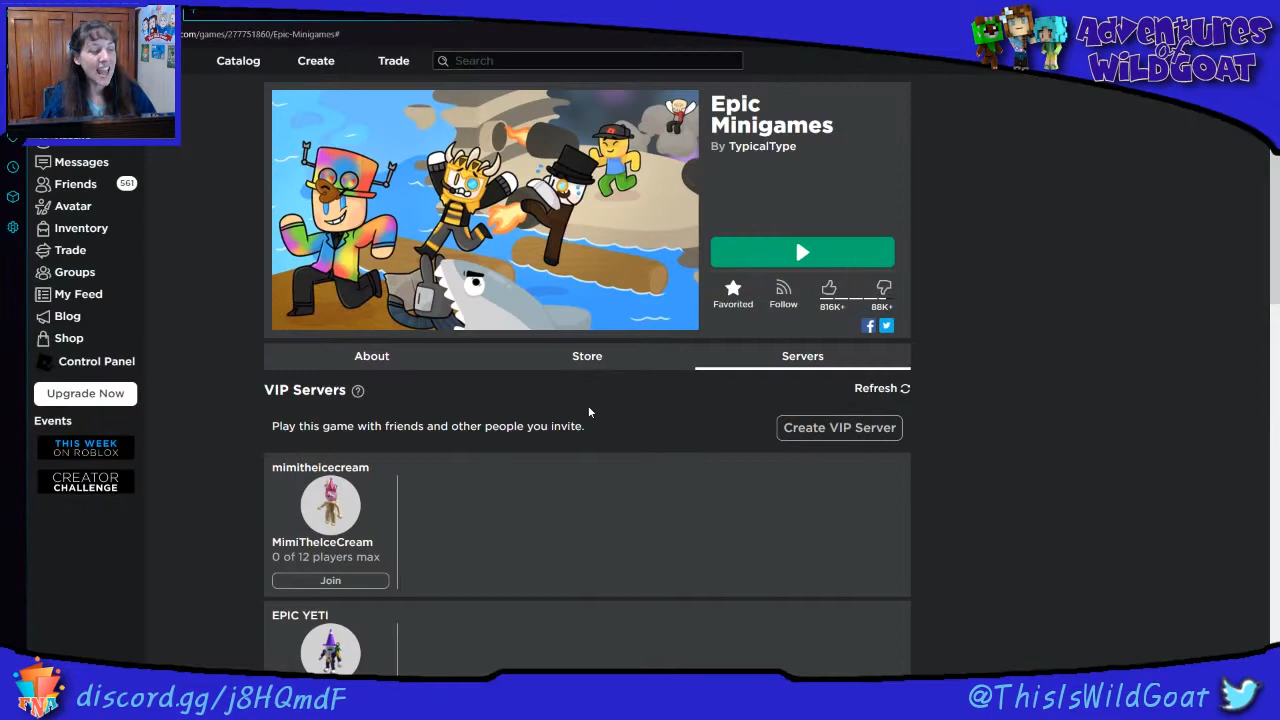 com/games/277751860/Epic-Minigames#
Adventures
of
WildGoat
Catalog
Create
Trade
Search
Messages
Friends
561
Avatar
Inventory
Trade
Groups
My Feed
Blog
Shop
Control Panel
Upgrade Now
Events
THIS WEEK
ON ROBLOX
CREATOR
CHALLENGE
Epic
Minigames
By TypicalType
Favorited
Follow
816K+
88K+
About
Store
Servers
VIP Servers
Refresh
Play this game with friends and other people you invite.
Create VIP Server
mimitheicecream
MimiTheIceCream
0 of 12 players max
Join
EPIC YETI
FNA
discord.gg/j8HQmdF
@ThisIsWildGoat